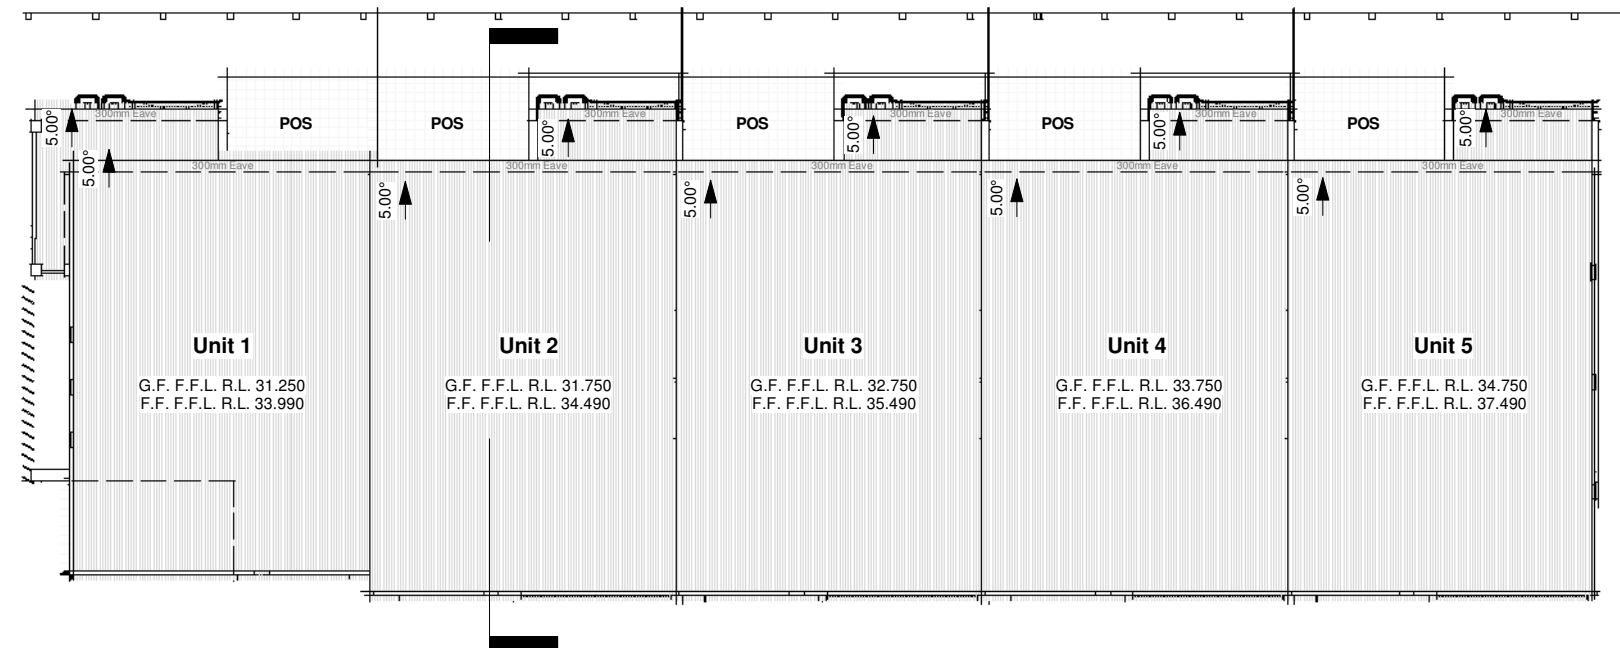 300mm Eave
300mm Eave
300mm Eave
300mm Eave
300mm Eave
5.00°
POS
POS
5.00°
POS
5.00°
POS
5.00°
POS
5.00°
5.00°
300mm Eave
300mm Eave
300mm Eave
300mm Eave
300mm Eave
5.00°
5.00°
5.00°
5.00°
Unit 1
G.F. F.F.L. R.L. 31.250
F.F. F.F.L. R.L. 33.990
Unit 2
G.F. F.F.L. R.L. 31.750
F.F. F.F.L. R.L. 34.490
Unit 3
G.F. F.F.L. R.L. 32.750
F.F. F.F.L. R.L. 35.490
Unit 4
G.F. F.F.L. R.L. 33.750
F.F. F.F.L. R.L. 36.490
Unit 5
G.F. F.F.L. R.L. 34.750
F.F. F.F.L. R.L. 37.490